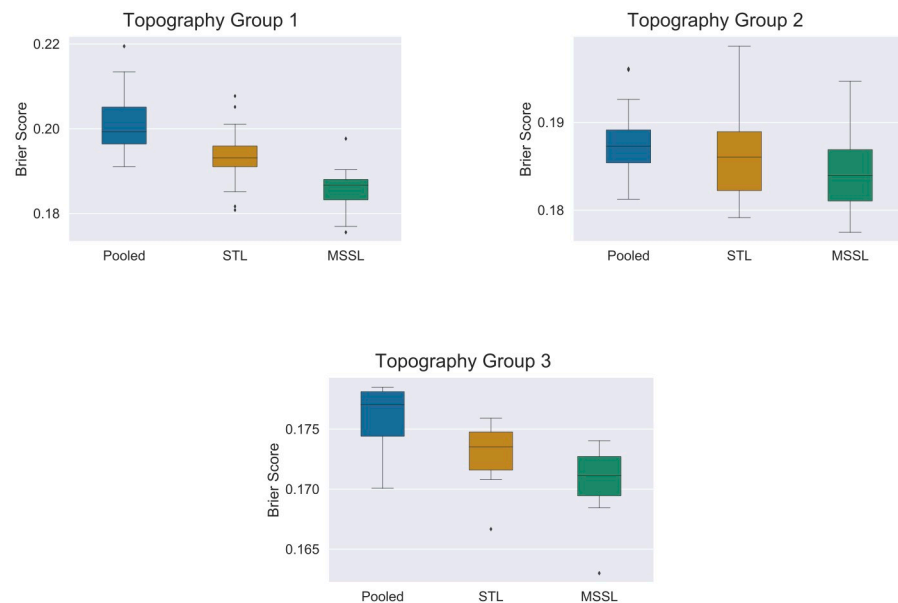 Topography Group 1
0.22
0.20
0.18
Brier Score
Pooled STL MSSL
Topography Group 2
0.19
0.18
Brier Score
Pooled STL MSSL
Topography Group 3
0.175
0.170
0.165
Brier Score
Pooled STL MSSL